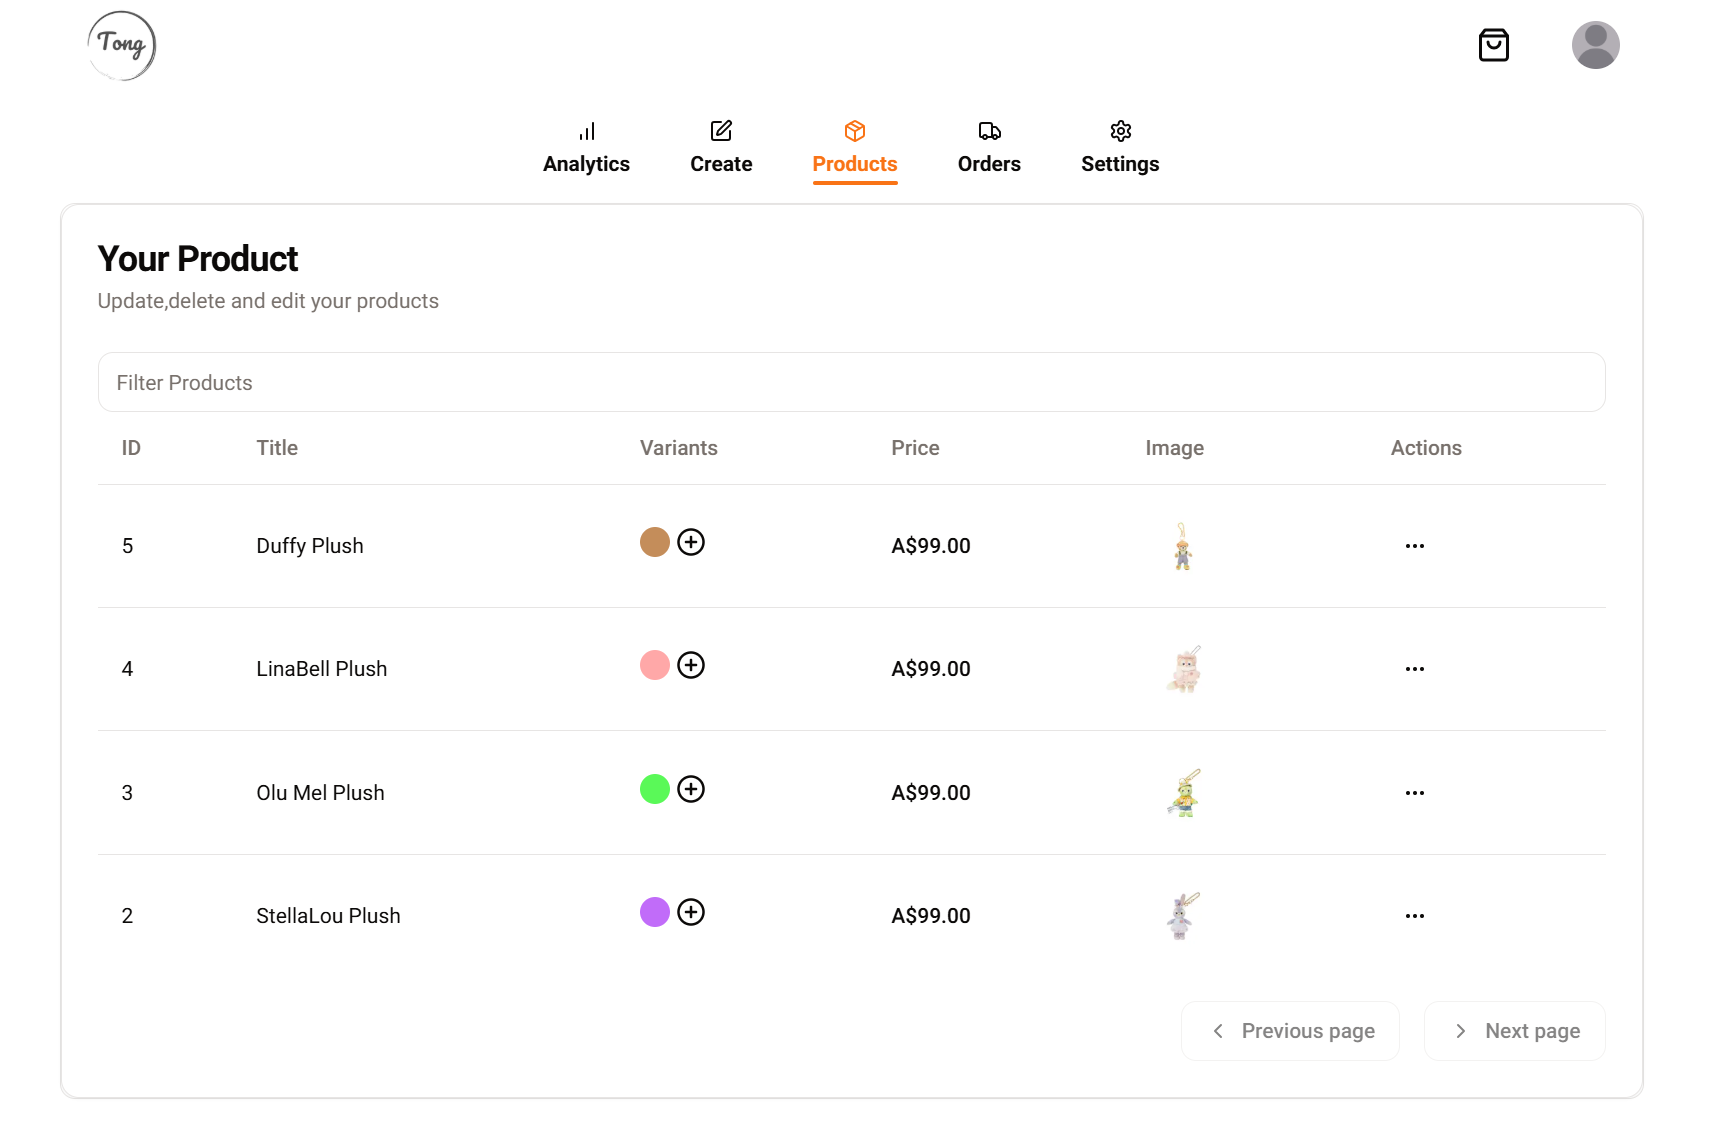 Tong
Analytics Create Products Orders Settings
Your Product
Update,delete and edit your products
Filter Products
ID Title Variants Price Image Actions
5 Duffy Plush A$99.00
4 LinaBell Plush A$99.00
3 Olu Mel Plush A$99.00
2 StellaLou Plush A$99.00
Previous page Next page